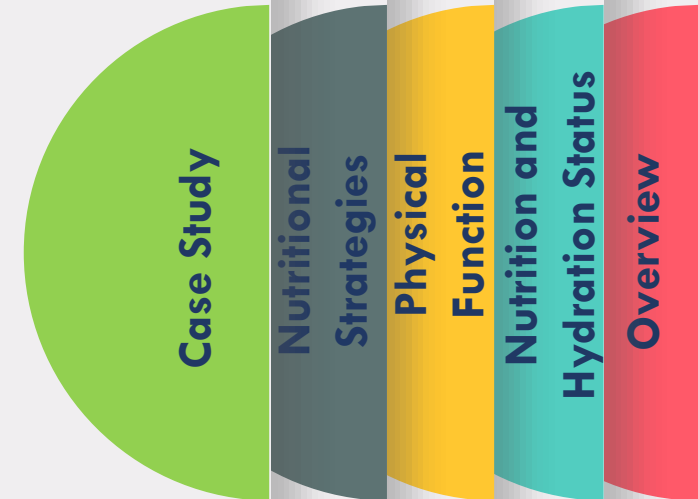 Case Study
Nutritional
Strategies
Physical
Function
Nutrition and
Hydration Status
Overview